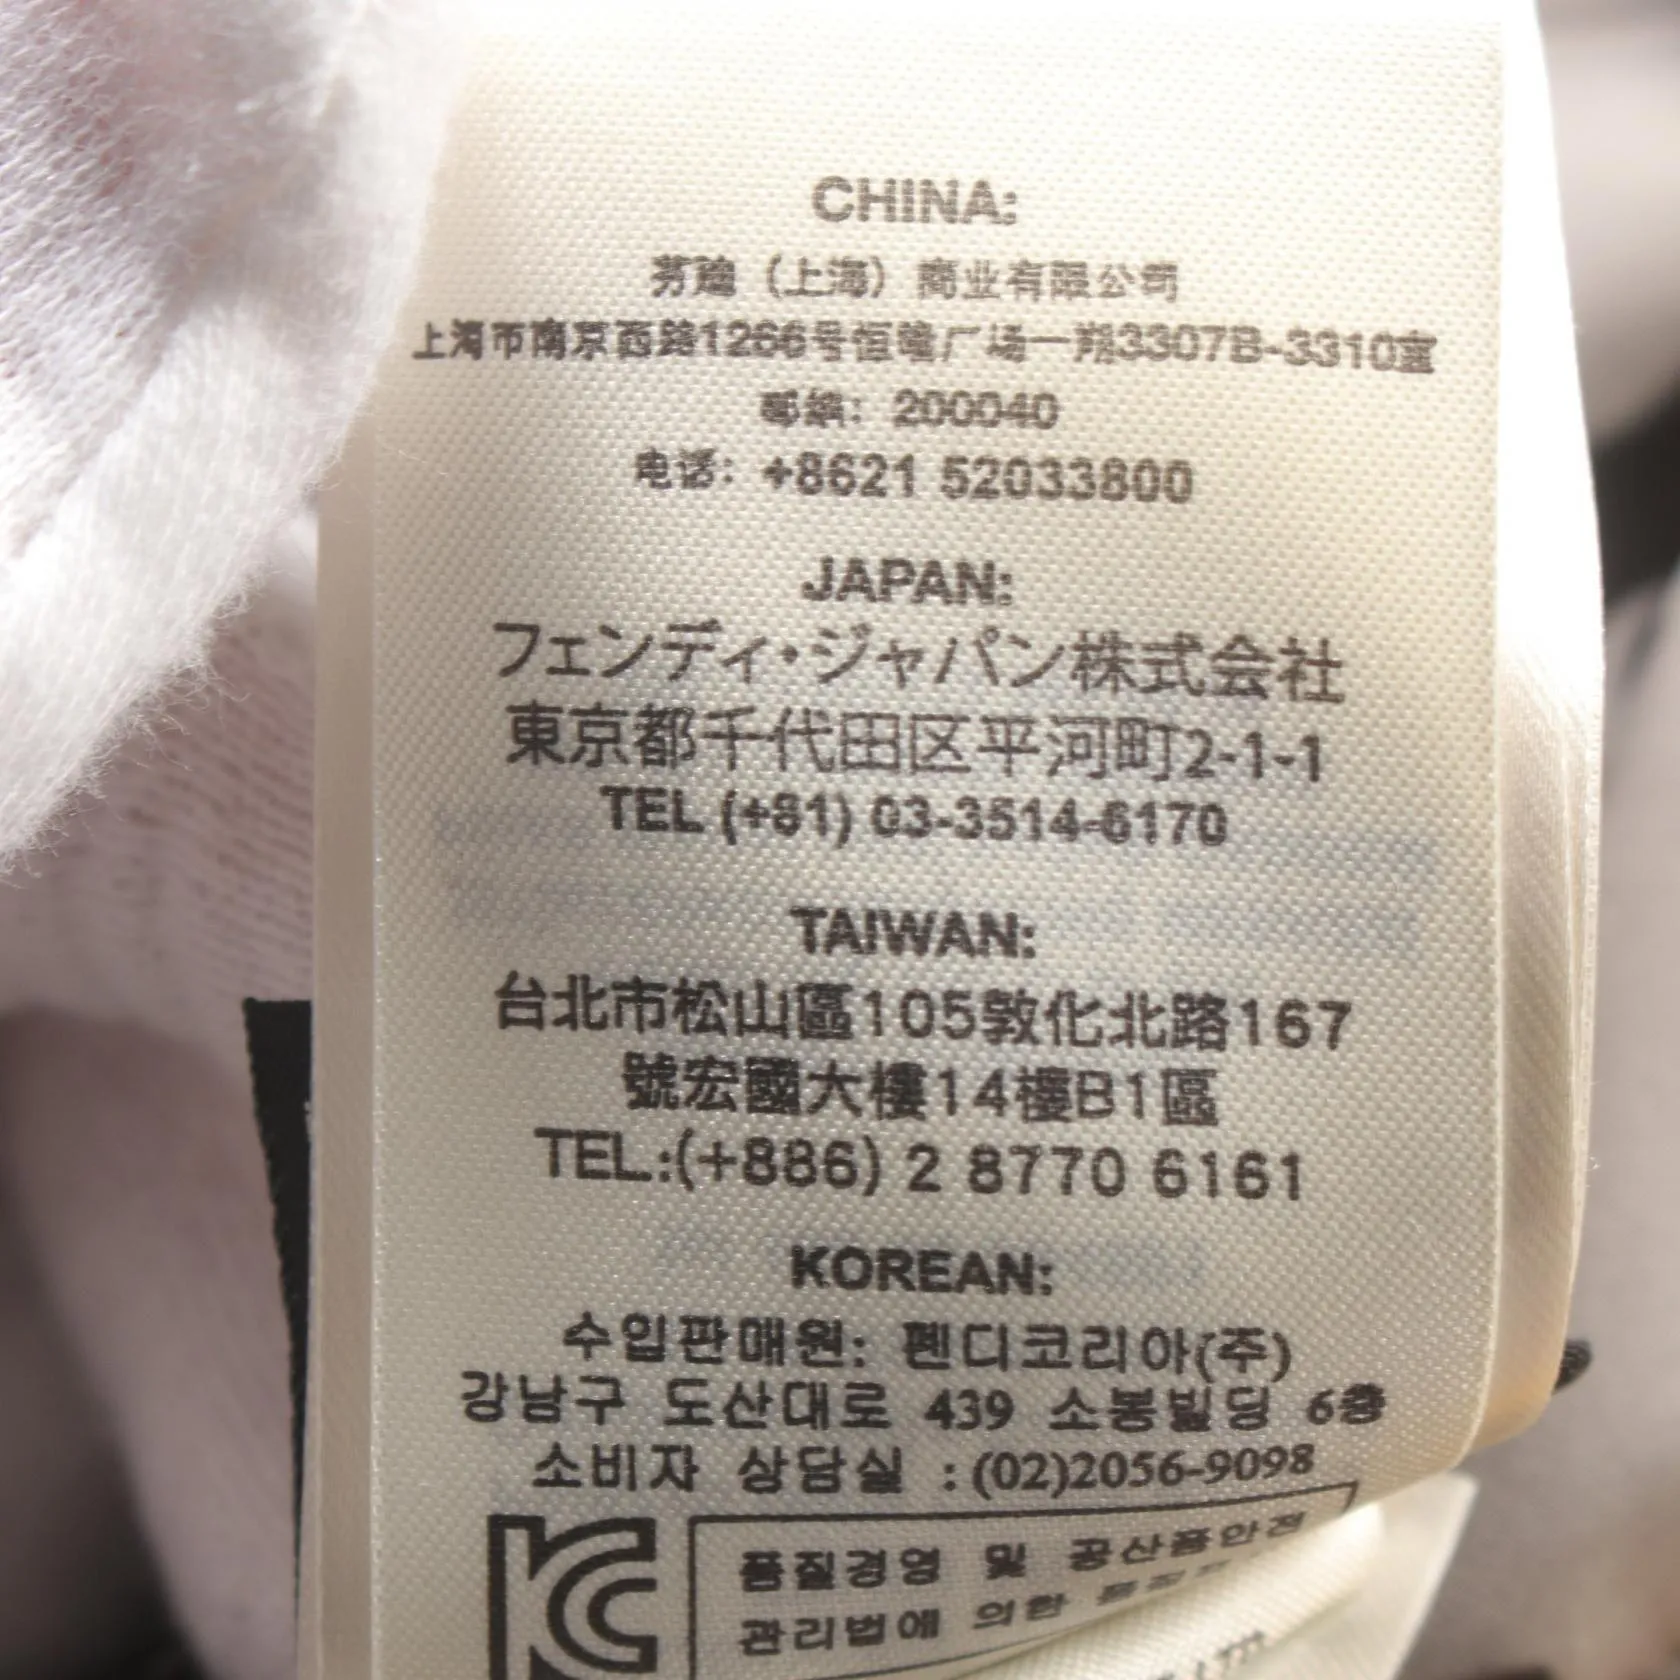 CHINA:
芬迪（上海）商业有限公司
上海市南京西路1266号恒隆广场一期3307B-3310室
邮编: 200040
电话: +8621 52033800
JAPAN:
フェンディ・ジャパン株式会社
東京都千代田区平河町2-1-1
TEL (+81) 03-3514-6170
TAIWAN:
台北市松山區105敦化北路167
號宏國大樓14樓B1區
TEL.:(+886) 2 8770 6161
KOREAN:
수입판매원: 펜디코리아(주)
강남구 도산대로 439 소봉빌딩 6층
소비자 상담실 : (02)2056-9098
품질경영 및 공산품안전
관리법에 의한 품질